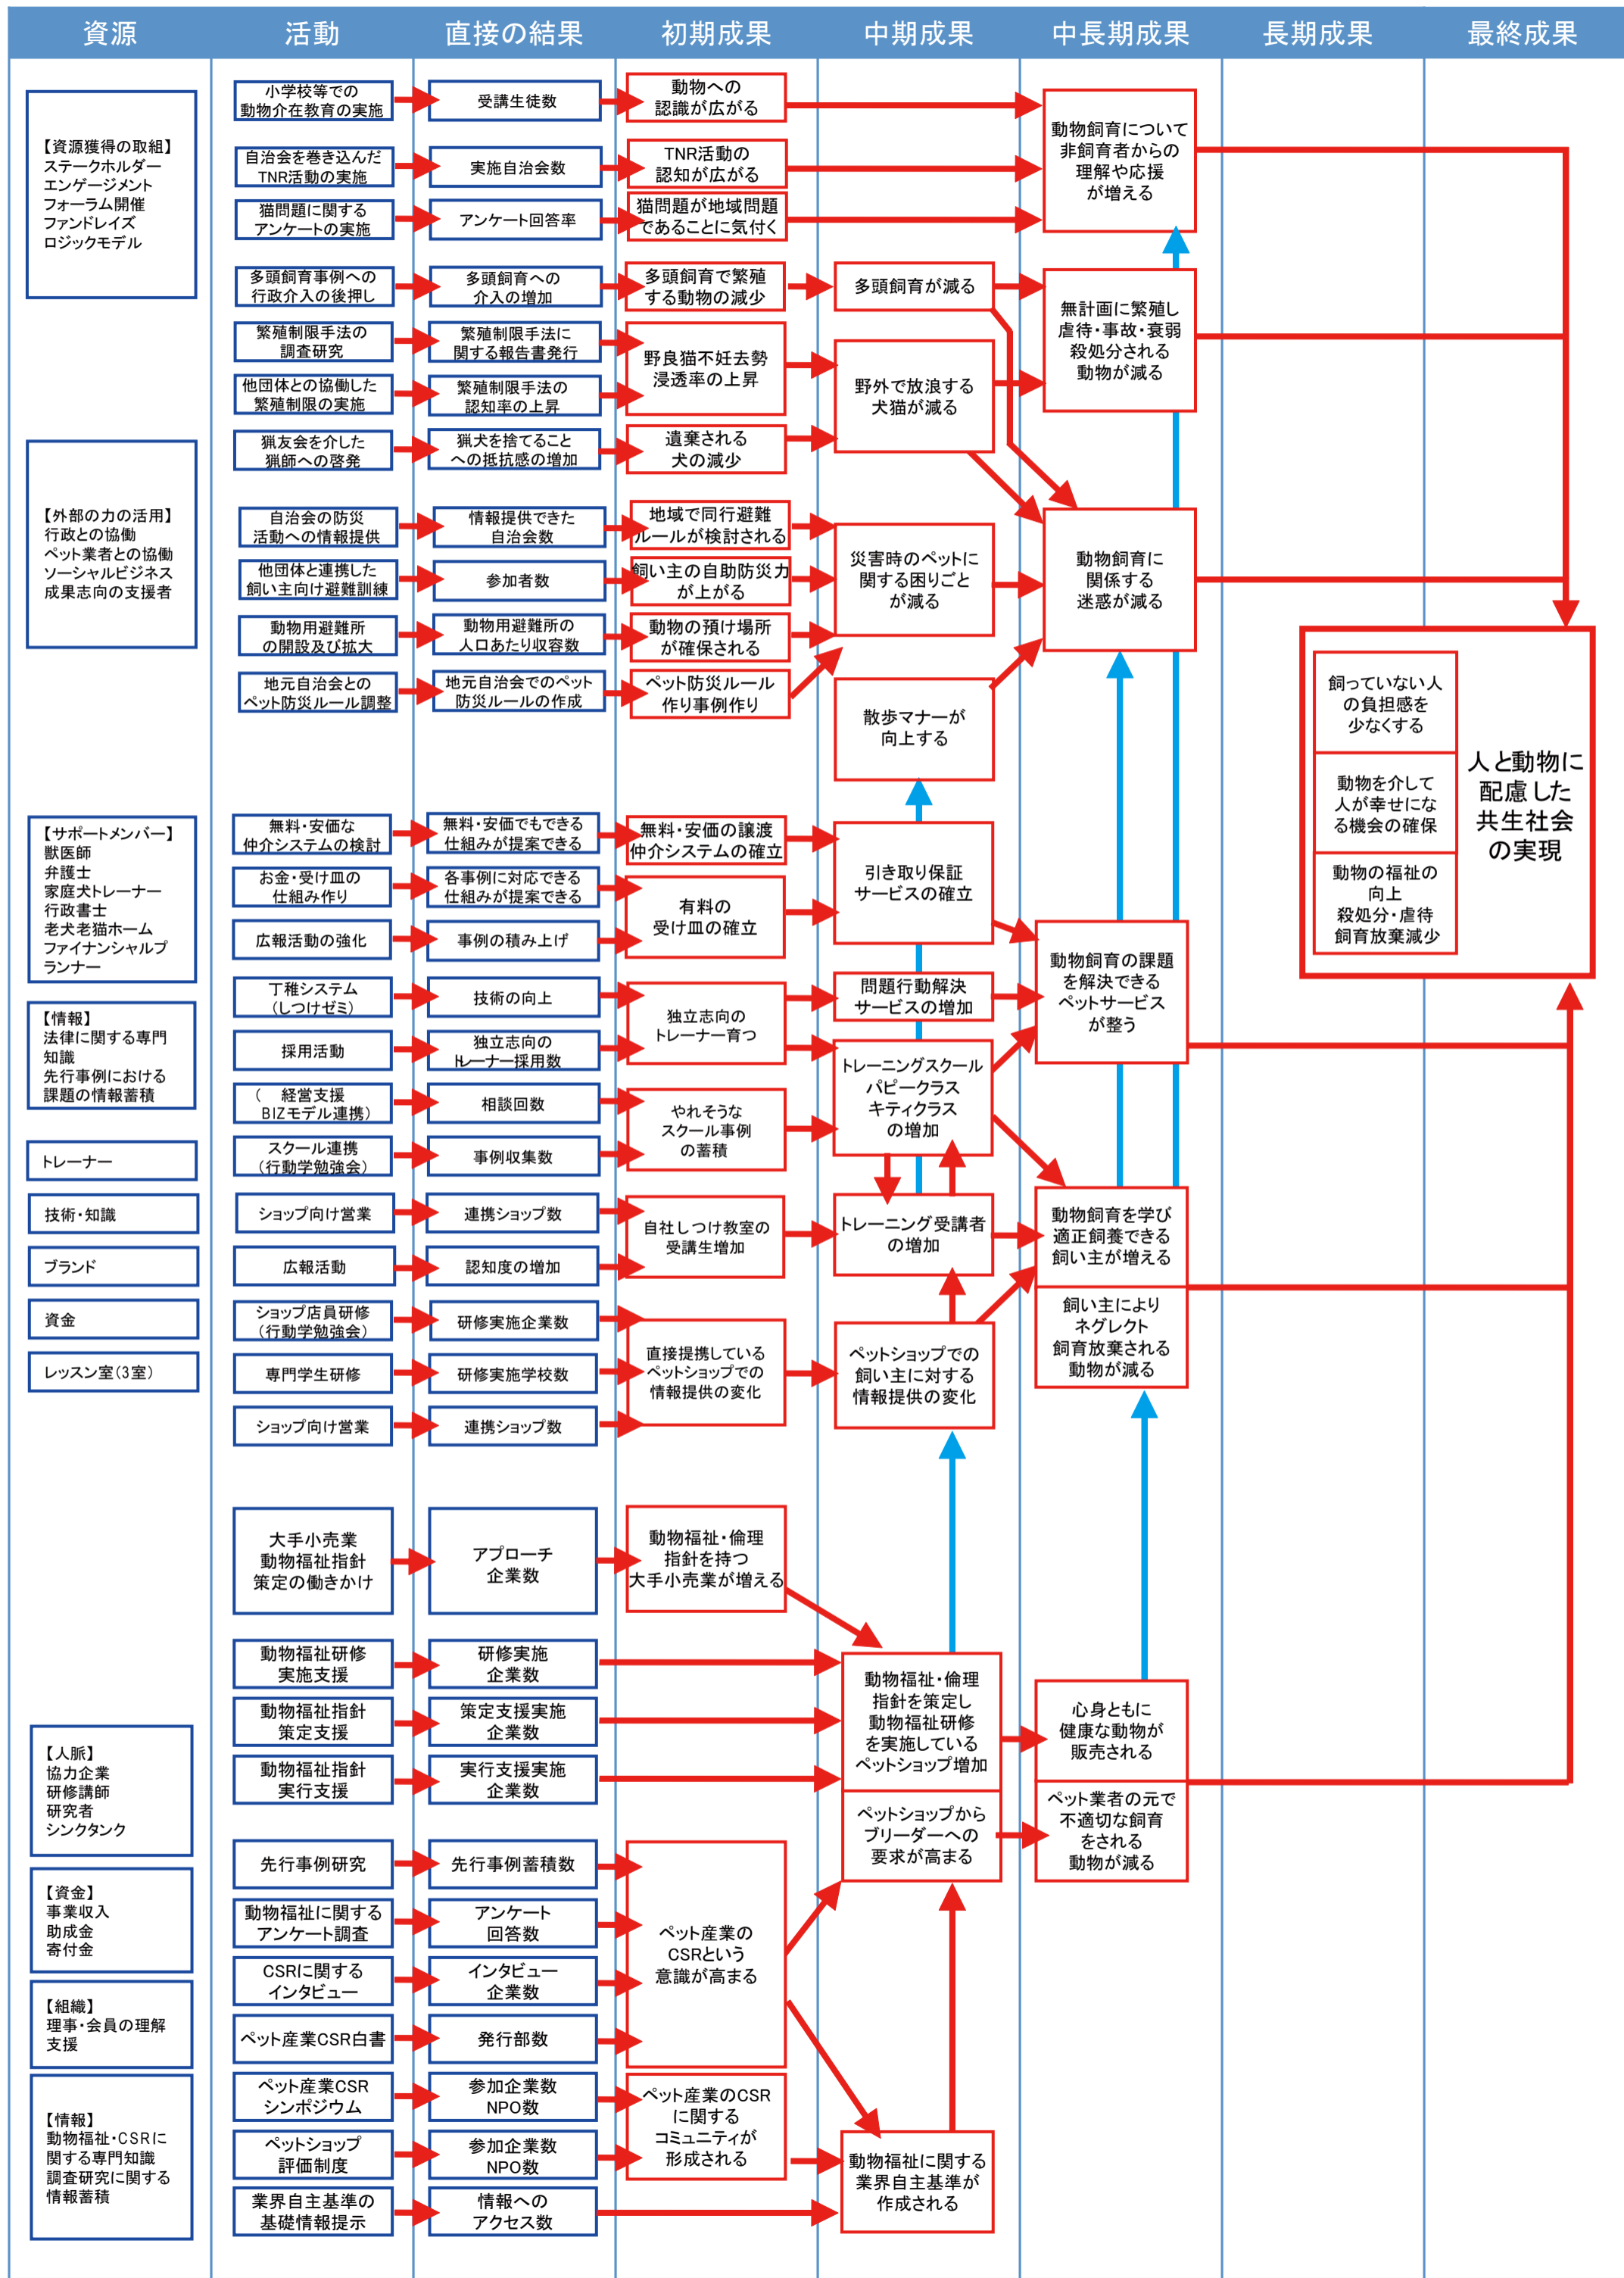 資源
活動
直接の結果
初期成果
中期成果
中長期成果
長期成果
最終成果
【資源獲得の取組】
ステークホルダー
エンゲージメント
フォーラム開催
ファンドレイズ
ロジックモデル
【外部の力の活用】
行政との協働
ペット業者との協働
ソーシャルビジネス
成果志向の支援者
【サポートメンバー】
獣医師
弁護士
家庭犬トレーナー
行政書士
老犬老猫ホーム
ファイナンシャルプ
ランナー
【情報】
法律に関する専門
知識
先行事例における
課題の情報蓄積
トレーナー
技術・知識
ブランド
資金
レッスン室(3室)
【人脈】
協力企業
研修講師
研究者
シンクタンク
【資金】
事業収入
助成金
寄付金
【組織】
理事・会員の理解
支援
【情報】
動物福祉・CSRに
関する専門知識
調査研究に関する
情報蓄積
小学校等での
動物介在教育の実施
自治会を巻き込んだ
TNR活動の実施
猫問題に関する
アンケートの実施
多頭飼育事例への
行政介入の後押し
繁殖制限手法の
調査研究
他団体との協働した
繁殖制限の実施
猟友会を介した
猟師への啓発
自治会の防災
活動への情報提供
他団体と連携した
飼い主向け避難訓練
動物用避難所
の開設及び拡大
地元自治会との
ペット防災ルール調整
無料・安価な
仲介システムの検討
お金・受け皿の
仕組み作り
広報活動の強化
丁稚システム
(しつけゼミ)
採用活動
( 経営支援
BIZモデル連携)
スクール連携
(行動学勉強会)
ショップ向け営業
広報活動
ショップ店員研修
(行動学勉強会)
専門学生研修
ショップ向け営業
大手小売業
動物福祉指針
策定の働きかけ
動物福祉研修
実施支援
動物福祉指針
策定支援
動物福祉指針
実行支援
先行事例研究
動物福祉に関する
アンケート調査
CSRに関する
インタビュー
ペット産業CSR白書
ペット産業CSR
シンポジウム
ペットショップ
評価制度
業界自主基準の
基礎情報提示
受講生徒数
実施自治会数
アンケート回答率
多頭飼育への
介入の増加
繁殖制限手法に
関する報告書発行
繁殖制限手法の
認知率の上昇
猟犬を捨てること
への抵抗感の増加
情報提供できた
自治会数
参加者数
動物用避難所の
人口あたり収容数
地元自治会でのペット
防災ルールの作成
無料・安価でもできる
仕組みが提案できる
各事例に対応できる
仕組みが提案できる
事例の積み上げ
技術の向上
独立志向の
トレーナー採用数
相談回数
事例収集数
連携ショップ数
認知度の増加
研修実施企業数
研修実施学校数
連携ショップ数
アプローチ
企業数
研修実施
企業数
策定支援実施
企業数
実行支援実施
企業数
先行事例蓄積数
アンケート
回答数
インタビュー
企業数
発行部数
参加企業数
NPO数
参加企業数
NPO数
情報への
アクセス数
動物への
認識が広がる
TNR活動の
認知が広がる
猫問題が地域問題
であることに気付く
多頭飼育で繁殖
する動物の減少
野良猫不妊去勢
浸透率の上昇
遺棄される
犬の減少
地域で同行避難
ルールが検討される
飼い主の自助防災力
が上がる
動物の預け場所
が確保される
ペット防災ルール
作り事例作り
無料・安価の譲渡
仲介システムの確立
有料の
受け皿の確立
独立志向の
トレーナー育つ
やれそうな
スクール事例
の蓄積
自社しつけ教室の
受講生増加
直接提携している
ペットショップでの
情報提供の変化
動物福祉・倫理
指針を持つ
大手小売業が増える
ペット産業の
CSRという
意識が高まる
ペット産業のCSR
に関する
コミュニティが
形成される
多頭飼育が減る
野外で放浪する
犬猫が減る
災害時のペットに
関する困りごと
が減る
散歩マナーが
向上する
引き取り保証
サービスの確立
問題行動解決
サービスの増加
トレーニングスクール
パピークラス
キティクラス
の増加
トレーニング受講者
の増加
ペットショップでの
飼い主に対する
情報提供の変化
動物福祉・倫理
指針を策定し
動物福祉研修
を実施している
ペットショップ増加
ペットショップから
ブリーダーへの
要求が高まる
動物福祉に関する
業界自主基準が
作成される
動物飼育について
非飼育者からの
理解や応援
が増える
無計画に繁殖し
虐待・事故・衰弱
殺処分される
動物が減る
動物飼育に
関係する
迷惑が減る
動物飼育の課題
を解決できる
ペットサービス
が整う
動物飼育を学び
適正飼養できる
飼い主が増える
飼い主により
ネグレクト
飼育放棄される
動物が減る
心身ともに
健康な動物が
販売される
ペット業者の元で
不適切な飼育
をされる
動物が減る
飼っていない人
の負担感を
少なくする
動物を介して
人が幸せにな
る機会の確保
動物の福祉の
向上
殺処分・虐待
飼育放棄減少
人と動物に
配慮した
共生社会
の実現